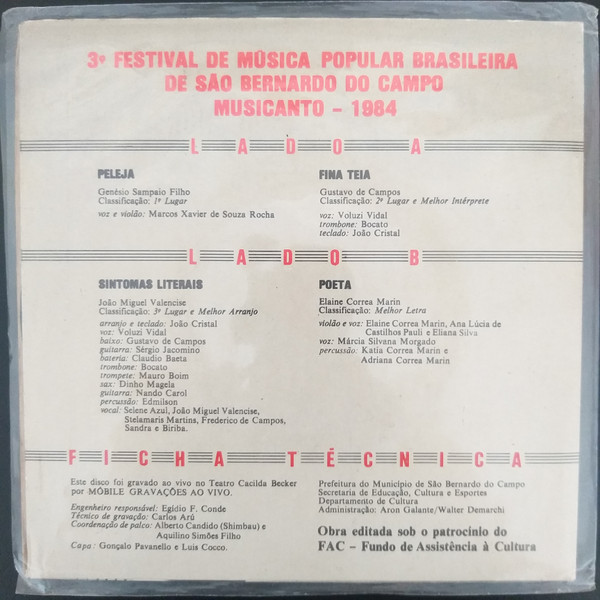 3º FESTIVAL DE MÚSICA POPULAR BRASILEIRA
DE SÃO BERNARDO DO CAMPO
MUSICANTO - 1984
LADO A
PELEJA
Genésio Sampaio Filho
Classificação: 1º Lugar
voz e violão: Marcos Xavier de Souza Rocha
FINA TEIA
Gustavo de Campos
Classificação: 2º Lugar e Melhor Intérprete
voz: Voluzi Vidal
trombone: Bocato
teclado: João Cristal
LADO B
SINTOMAS LITERAIS
João Miguel Valencise
Classificação: 3º Lugar e Melhor Arranjo
arranjo e teclado: João Cristal
voz: Voluzi Vidal
baixo: Gustavo de Campos
guitarra: Sérgio Jacomino
bateria: Claudio Baeta
trombone: Bocato
trompete: Mauro Boim
sax: Dinho Magela
guitarra: Nando Carol
percussão: Edmilson
vocal: Selene Azul, João Miguel Valencise,
Stelamaris Martins, Frederico de Campos,
Sandra e Biriba.
POETA
Elaine Correa Marin
Classificação: Melhor Letra
violão e voz: Elaine Correa Marin, Ana Lúcia de
Castilhos Pauli e Eliana Silva
voz: Márcia Silvana Morgado
percussão: Katia Correa Marin e
Adriana Correa Marin
FICHA TÉCNICA
Este disco foi gravado ao vivo no Teatro Cacilda Becker
por MÓBILE GRAVAÇÕES AO VIVO.
Engenheiro responsável: Egídio F. Conde
Técnico de gravação: Carlos Arú
Coordenação de palco: Alberto Candido (Shimbau) e
Aquilino Simões Filho
Capa: Gonçalo Pavanello e Luis Cocco.
Prefeitura do Município de São Bernardo do Campo
Secretaria de Educação, Cultura e Esportes
Departamento de Cultura
Administração: Aron Galante/Walter Demarchi
Obra editada sob o patrocínio do
FAC - Fundo de Assistência à Cultura